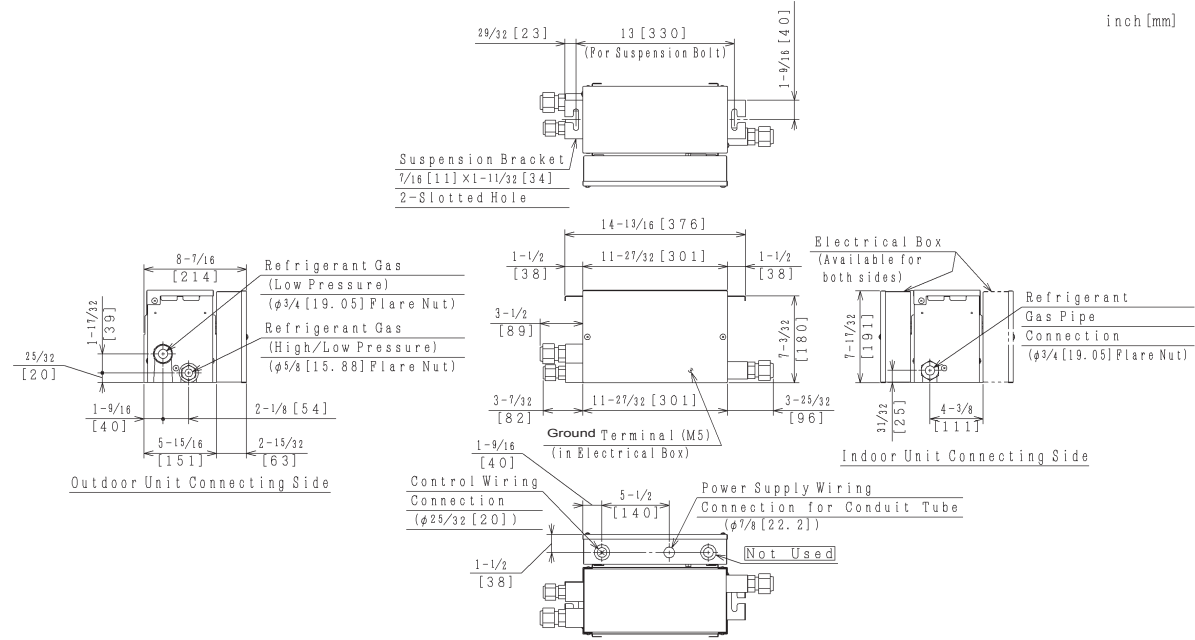 inch [mm]
29/32 [23]
13 [330]
(For Suspension Bolt)
1-9/16 [40]
Suspension Bracket
7/16 [11] ×1-11/32 [34]
2-Slotted Hole
14-13/16 [376]
1-1/2
[38]
11-27/32 [301]
1-1/2
[38]
3-1/2
[89]
7-3/32
[180]
3-7/32
[82]
11-27/32 [301]
3-25/32
[96]
Ground Terminal (M5)
(in Electrical Box)
8-7/16
[214]
Refrigerant Gas
(Low Pressure)
(φ3/4 [19.05] Flare Nut)
Refrigerant Gas
(High/Low Pressure)
(φ5/8 [15.88] Flare Nut)
1-17/32
[39]
25/32
[20]
1-9/16
[40]
2-1/8 [54]
5-15/16
[151]
2-15/32
[63]
Outdoor Unit Connecting Side
Electrical Box
(Available for
both sides)
Refrigerant
Gas Pipe
Connection
(φ3/4 [19.05] Flare Nut)
7-17/32
[191]
31/32
[25]
4-3/8
[111]
Indoor Unit Connecting Side
1-9/16
[40]
Control Wiring
Connection
(φ25/32 [20])
5-1/2
[140]
Power Supply Wiring
Connection for Conduit Tube
(φ7/8 [22.2])
Not Used
1-1/2
[38]